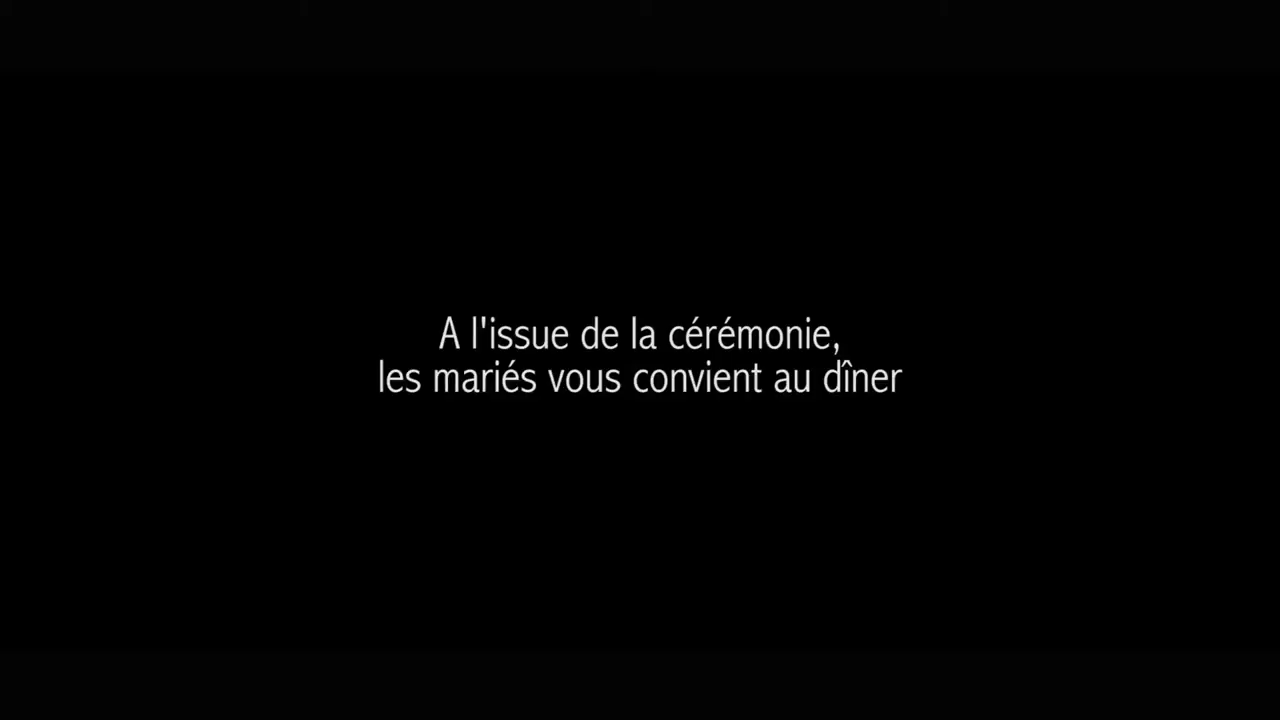 A l'issue de la cérémonie,
les mariés vous convient au dîner